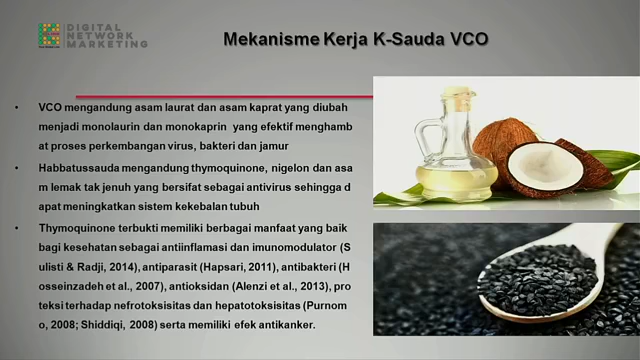 DIGITAL
NETWORK
MARKETING
Mekanisme Kerja K-Sauda VCO
• VCO mengandung asam laurat dan asam kaprat yang diubah
menjadi monolaurin dan monokaprin yang efektif menghamb
at proses perkembangan virus, bakteri dan jamur
• Habbatussauda mengandung thymoquinone, nigelon dan asa
m lemak tak jenuh yang bersifat sebagai antivirus sehingga d
apat meningkatkan sistem kekebalan tubuh
• Thymoquinone terbukti memiliki berbagai manfaat yang baik
bagi kesehatan sebagai antiinflamasi dan imunomodulator (S
ulisti & Radji, 2014), antiparasit (Hapsari, 2011), antibakteri (H
osseinzadeh et al., 2007), antioksidan (Alenzi et al., 2013), pro
teksi terhadap nefrotoksisitas dan hepatotoksisitas (Purnom
o, 2008; Shiddiqi, 2008) serta memiliki efek antikanker.